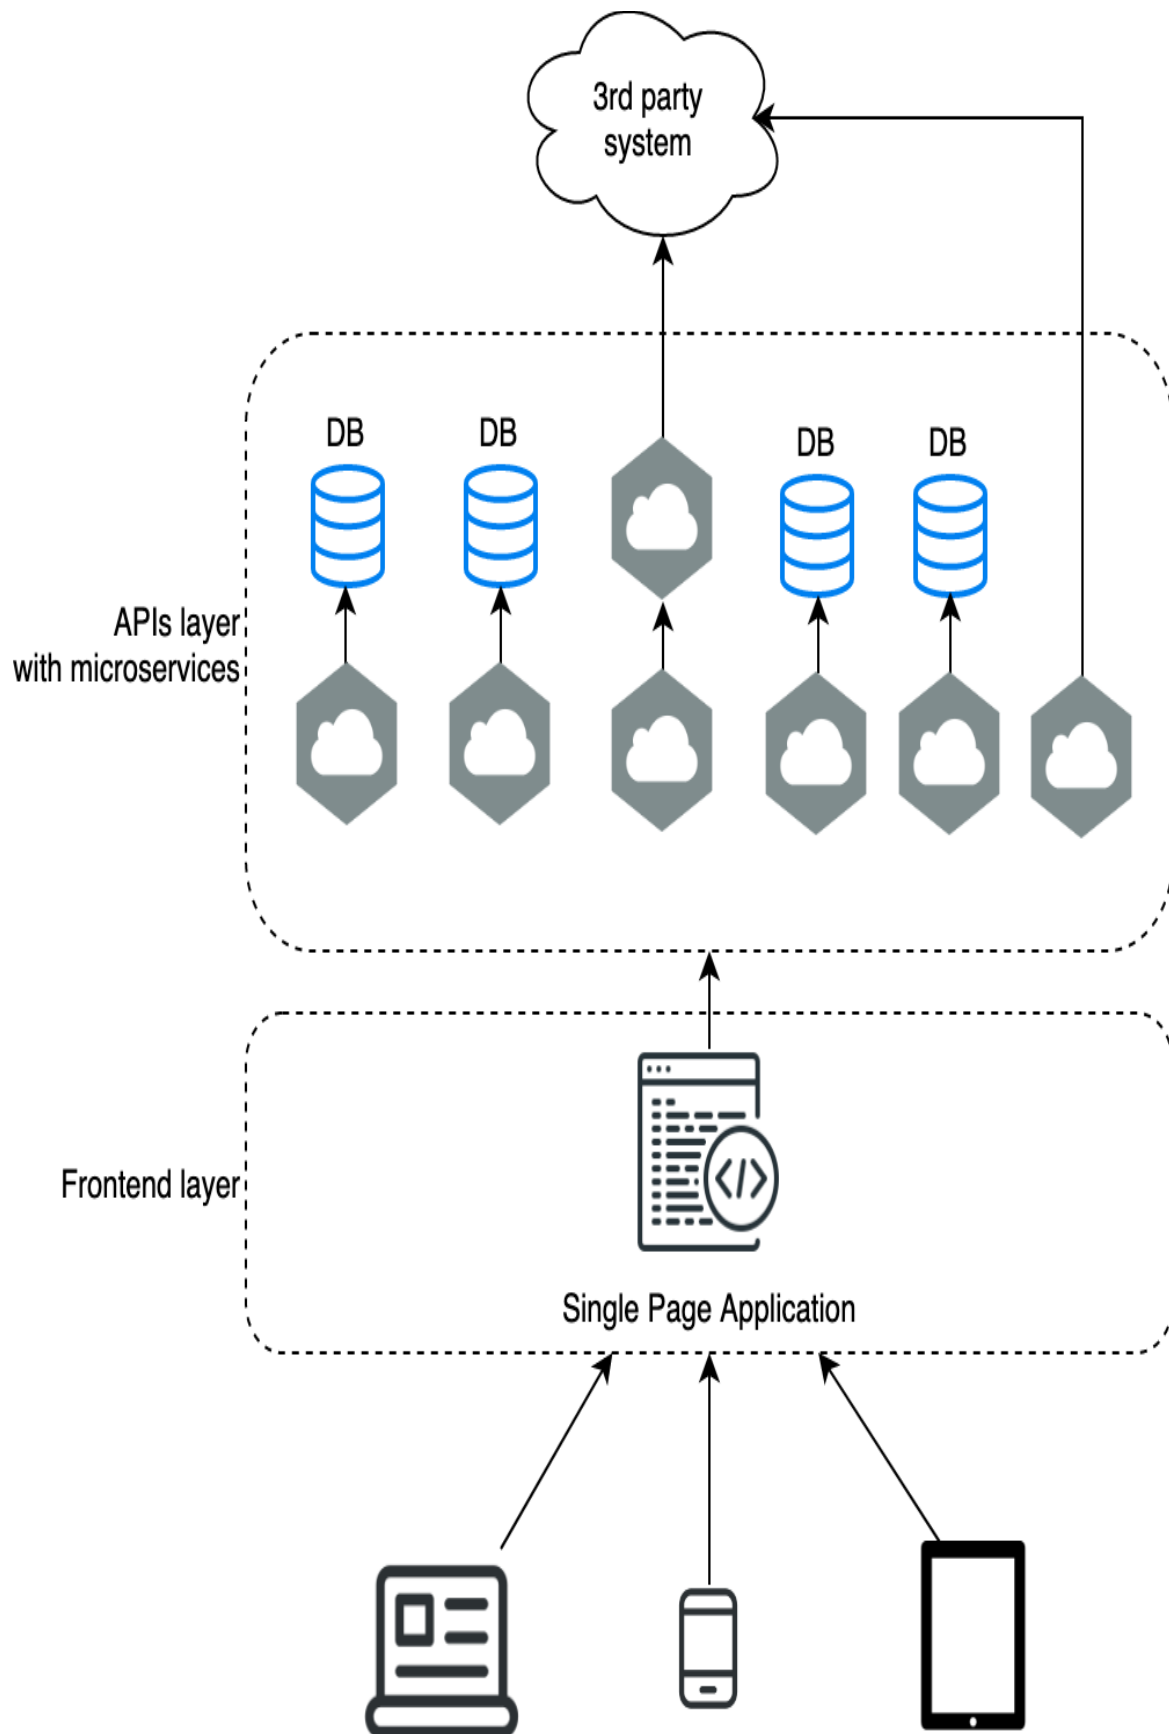 3rd party
system
DB
DB
DB
DB
APIs layer
with microservices
Frontend layer
Single Page Application